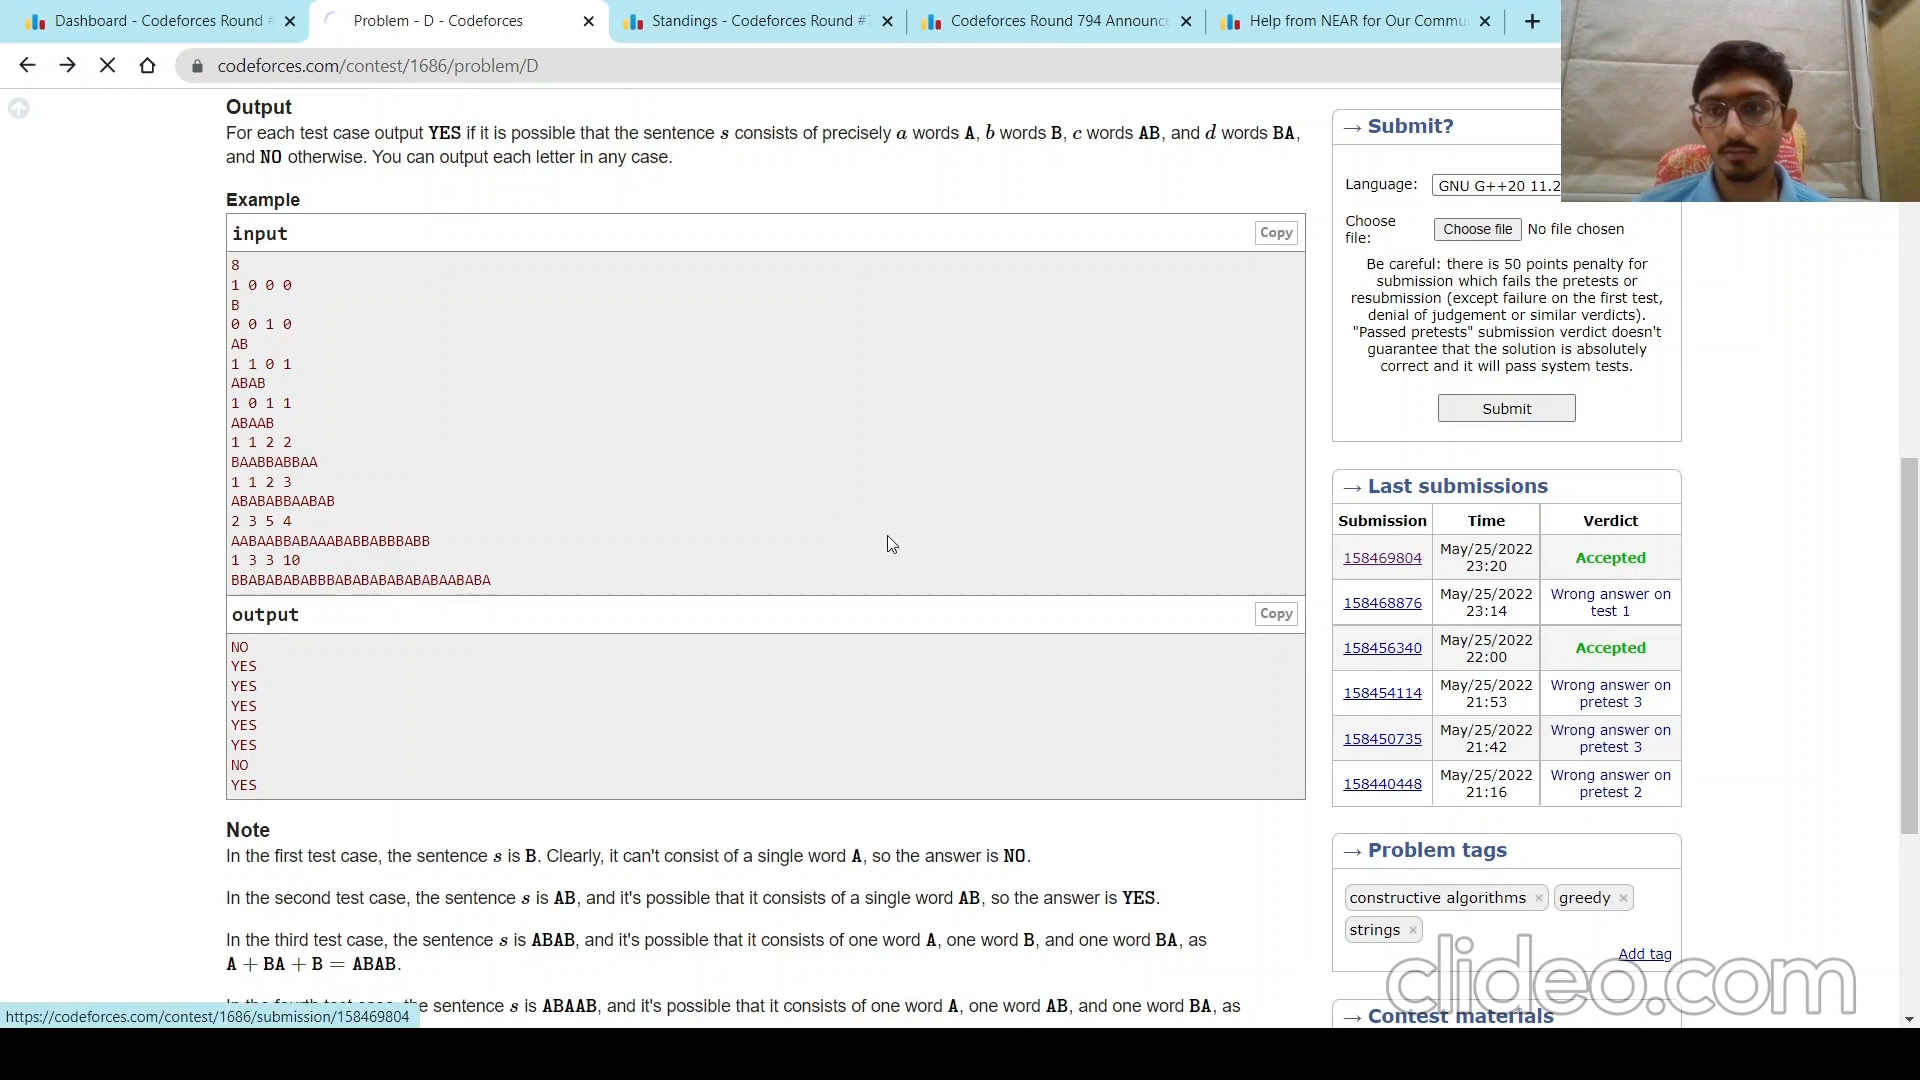 Dashboard - Codeforces Round #
Problem - D - Codeforces
Standings - Codeforces Round #7
Codeforces Round 794 Announc
Help from NEAR for Our Commu
codeforces.com/contest/1686/problem/D
Output
For each test case output YES if it is possible that the sentence s consists of precisely a words A, b words B, c words AB, and d words BA,
and NO otherwise. You can output each letter in any case.
Example
input
Copy
8
1 0 0 0
B
0 0 1 0
AB
1 1 0 1
ABAB
1 0 1 1
ABAAB
1 1 2 2
BAABBABBAA
1 1 2 3
ABABABBAABAB
2 3 5 4
AABAABBABAAABABBABBBABB
1 3 3 10
BBABABABABBBABABABABABABAABABA
output
Copy
NO
YES
YES
YES
YES
YES
NO
YES
Note
In the first test case, the sentence s is B. Clearly, it can't consist of a single word A, so the answer is NO.
In the second test case, the sentence s is AB, and it's possible that it consists of a single word AB, so the answer is YES.
In the third test case, the sentence s is ABAB, and it's possible that it consists of one word A, one word B, and one word BA, as
A + BA + B = ABAB.
the sentence s is ABAAB, and it's possible that it consists of one word A, one word AB, and one word BA, as
https://codeforces.com/contest/1686/submission/158469804
→ Submit?
Language: GNU G++20 11.2
Choose file: Choose file No file chosen
Be careful: there is 50 points penalty for
submission which fails the pretests or
resubmission (except failure on the first test,
denial of judgement or similar verdicts).
"Passed pretests" submission verdict doesn't
guarantee that the solution is absolutely
correct and it will pass system tests.
Submit
→ Last submissions
Submission Time Verdict
158469804 May/25/2022 23:20 Accepted
158468876 May/25/2022 23:14 Wrong answer on test 1
158456340 May/25/2022 22:00 Accepted
158454114 May/25/2022 21:53 Wrong answer on pretest 3
158450735 May/25/2022 21:42 Wrong answer on pretest 3
158440448 May/25/2022 21:16 Wrong answer on pretest 2
→ Problem tags
constructive algorithms × greedy ×
strings ×
Add tag
→ Contest materials
clideo.com